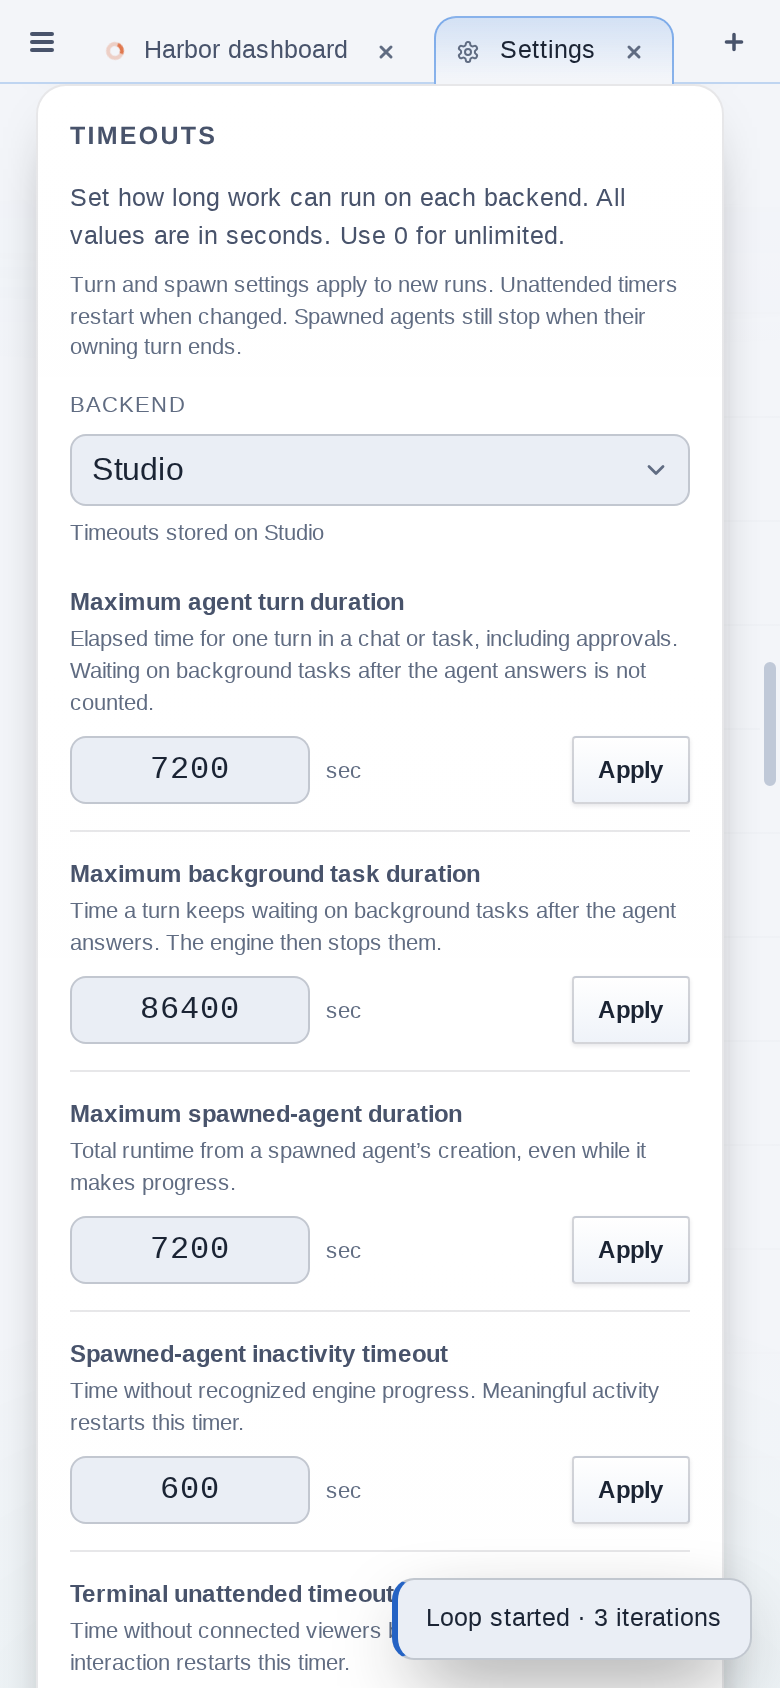 Harbor dashboard
Settings
TIMEOUTS
Set how long work can run on each backend. All
values are in seconds. Use 0 for unlimited.
Turn and spawn settings apply to new runs. Unattended timers
restart when changed. Spawned agents still stop when their
owning turn ends.
BACKEND
Studio
Timeouts stored on Studio
Maximum agent turn duration
Elapsed time for one turn in a chat or task, including approvals.
Waiting on background tasks after the agent answers is not
counted.
7200 sec Apply
Maximum background task duration
Time a turn keeps waiting on background tasks after the agent
answers. The engine then stops them.
86400 sec Apply
Maximum spawned-agent duration
Total runtime from a spawned agent’s creation, even while it
makes progress.
7200 sec Apply
Spawned-agent inactivity timeout
Time without recognized engine progress. Meaningful activity
restarts this timer.
600 sec Apply
Terminal unattended timeout
Time without connected viewers
interaction restarts this timer.
Loop started · 3 iterations